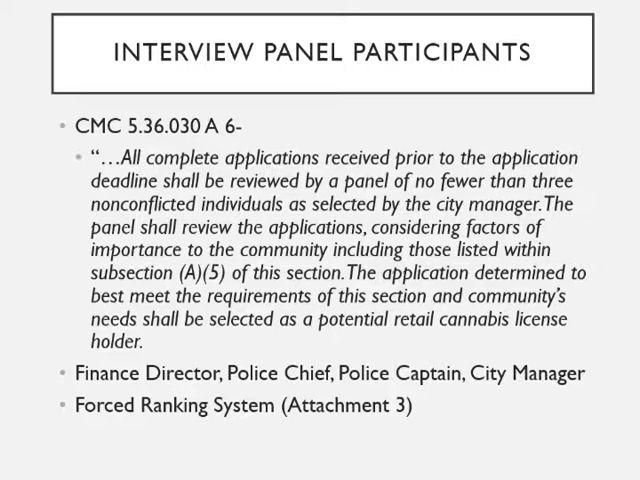 INTERVIEW PANEL PARTICIPANTS
• CMC 5.36.030 A 6-
• “…All complete applications received prior to the application
deadline shall be reviewed by a panel of no fewer than three
nonconflicted individuals as selected by the city manager. The
panel shall review the applications, considering factors of
importance to the community including those listed within
subsection (A)(5) of this section. The application determined to
best meet the requirements of this section and community’s
needs shall be selected as a potential retail cannabis license
holder.
• Finance Director, Police Chief, Police Captain, City Manager
• Forced Ranking System (Attachment 3)